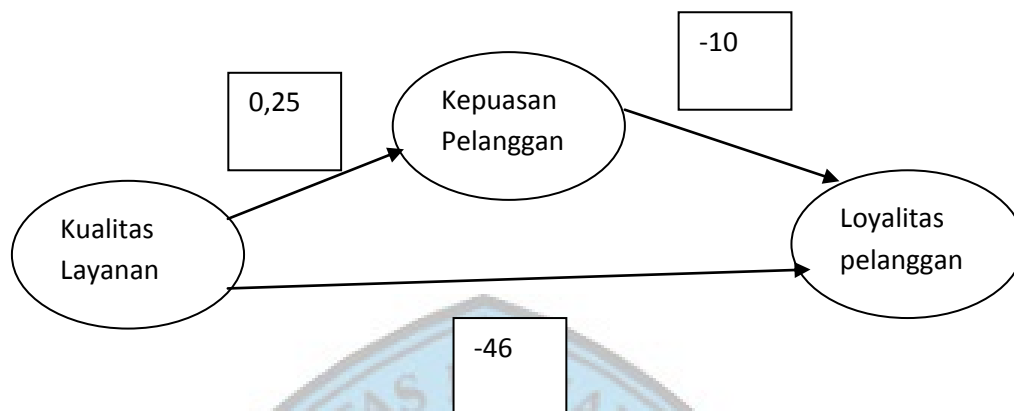 -10
0,25
Kepuasan
Pelanggan
Kualitas
Layanan
Loyalitas
pelanggan
-46